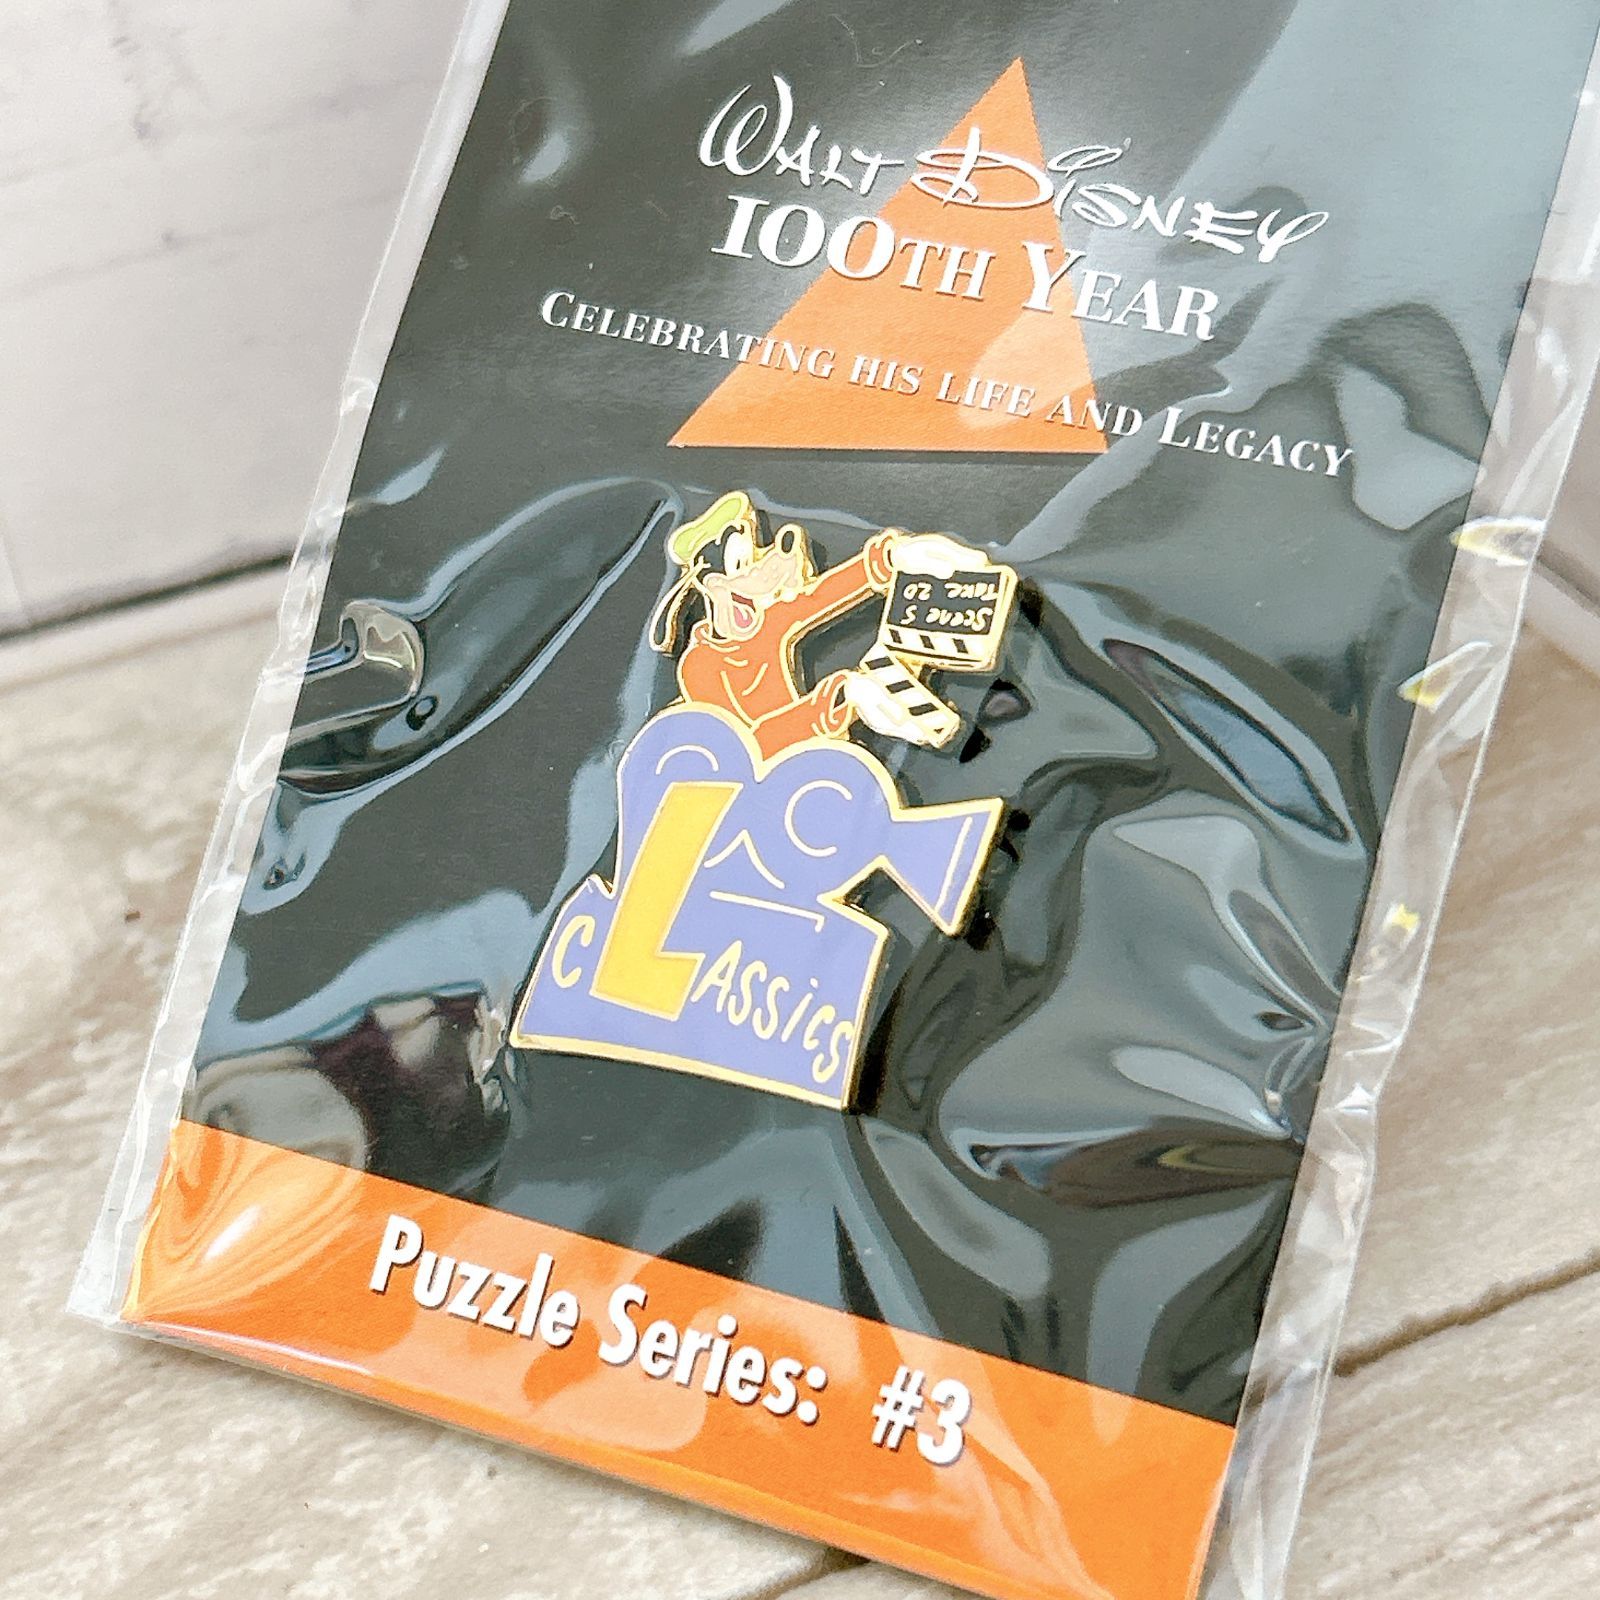 WALT DISNEY
100TH YEAR
CELEBRATING HIS LIFE AND LEGACY
Scene 5
Take 20
CLASSiCS
Puzzle Series: #3